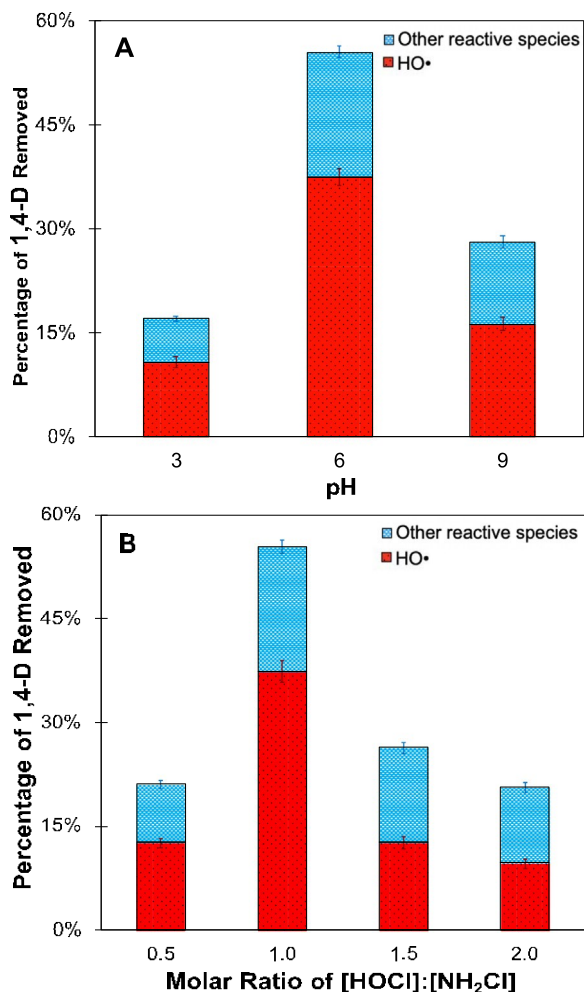 60%
A
Other reactive species
HO•
45%
30%
15%
0%
Percentage of 1,4-D Removed
3
6
9
pH
60%
B
Other reactive species
HO•
45%
30%
15%
0%
Percentage of 1,4-D Removed
0.5
1.0
1.5
2.0
Molar Ratio of [HOCl]:[NH₂Cl]